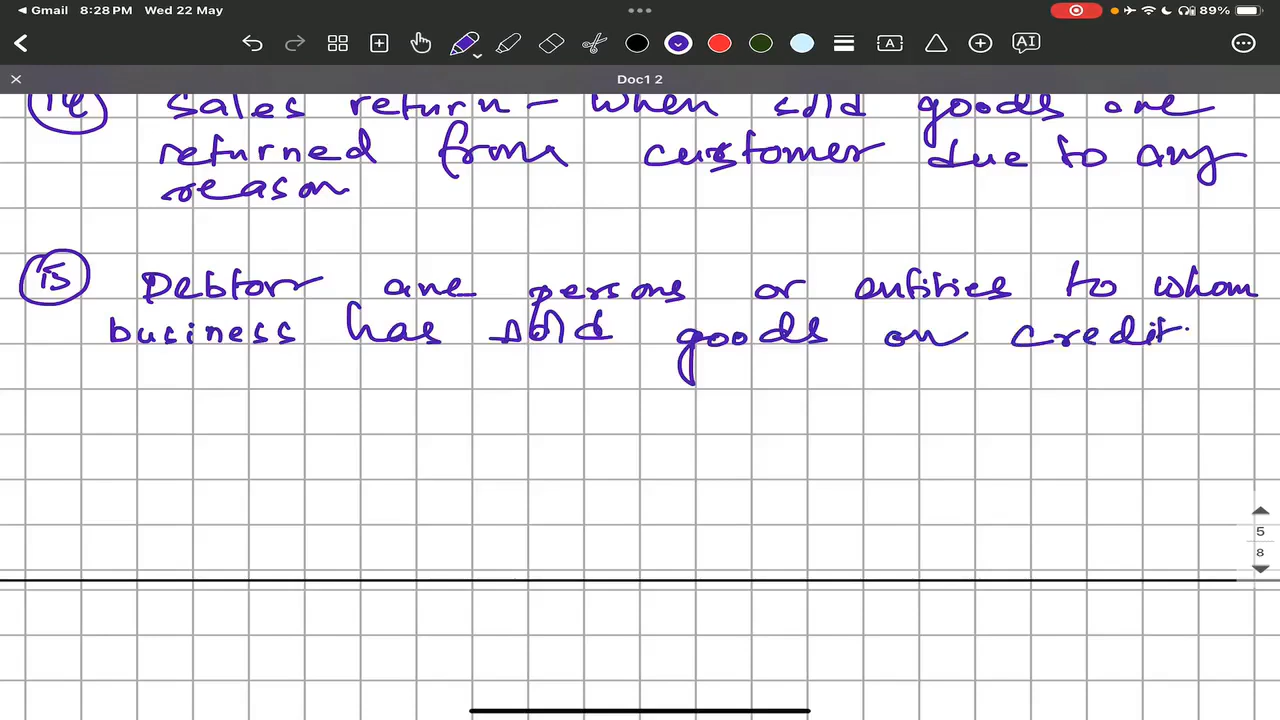 Gmail 8:28 PM Wed 22 May 89%
AI
Doc1 2
14 Sales return - when sold goods are
returned from customer due to any
reason
15 Debtors are persons or entities to whom
business has sold goods on credit.
5
8